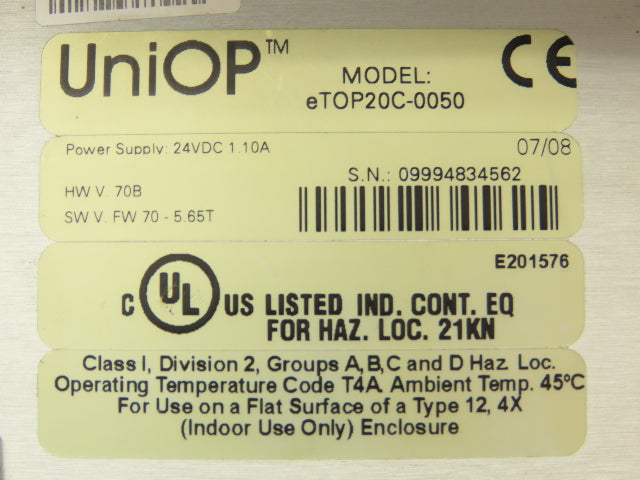 UniOP™
CE
MODEL:
eTOP20C-0050
Power Supply: 24VDC 1.10A
07/08
S.N.: 09994834562
HW V. 70B
SW V. FW 70 - 5.65T
E201576
C UL US LISTED IND. CONT. EQ
FOR HAZ. LOC. 21KN
Class I, Division 2, Groups A,B,C and D Haz. Loc.
Operating Temperature Code T4A. Ambient Temp. 45°C
For Use on a Flat Surface of a Type 12, 4X
(Indoor Use Only) Enclosure